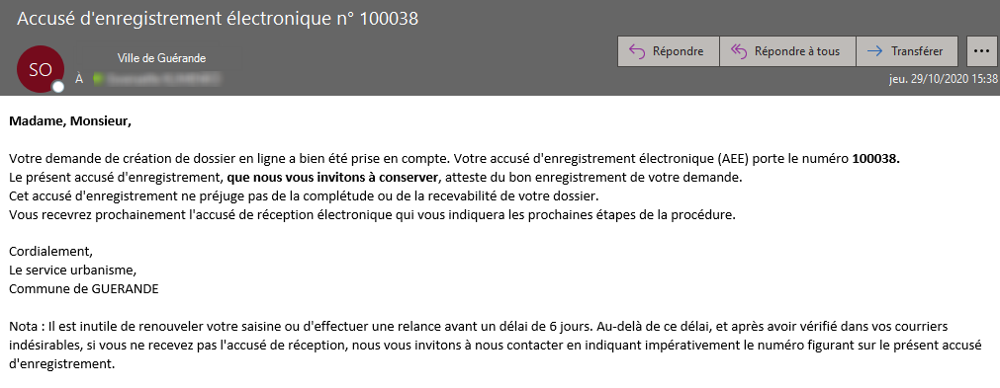 Accusé d'enregistrement électronique n° 100038
SO
Ville de Guérande
À
Répondre
Répondre à tous
Transférer
...
jeu. 29/10/2020 15:38
Madame, Monsieur,
Votre demande de création de dossier en ligne a bien été prise en compte. Votre accusé d'enregistrement électronique (AEE) porte le numéro 100038.
Le présent accusé d'enregistrement, que nous vous invitons à conserver, atteste du bon enregistrement de votre demande.
Cet accusé d'enregistrement ne préjuge pas de la complétude ou de la recevabilité de votre dossier.
Vous recevrez prochainement l'accusé de réception électronique qui vous indiquera les prochaines étapes de la procédure.
Cordialement,
Le service urbanisme,
Commune de GUERANDE
Nota : Il est inutile de renouveler votre saisine ou d'effectuer une relance avant un délai de 6 jours. Au-delà de ce délai, et après avoir vérifié dans vos courriers
indésirables, si vous ne recevez pas l'accusé de réception, nous vous invitons à nous contacter en indiquant impérativement le numéro figurant sur le présent accusé
d'enregistrement.